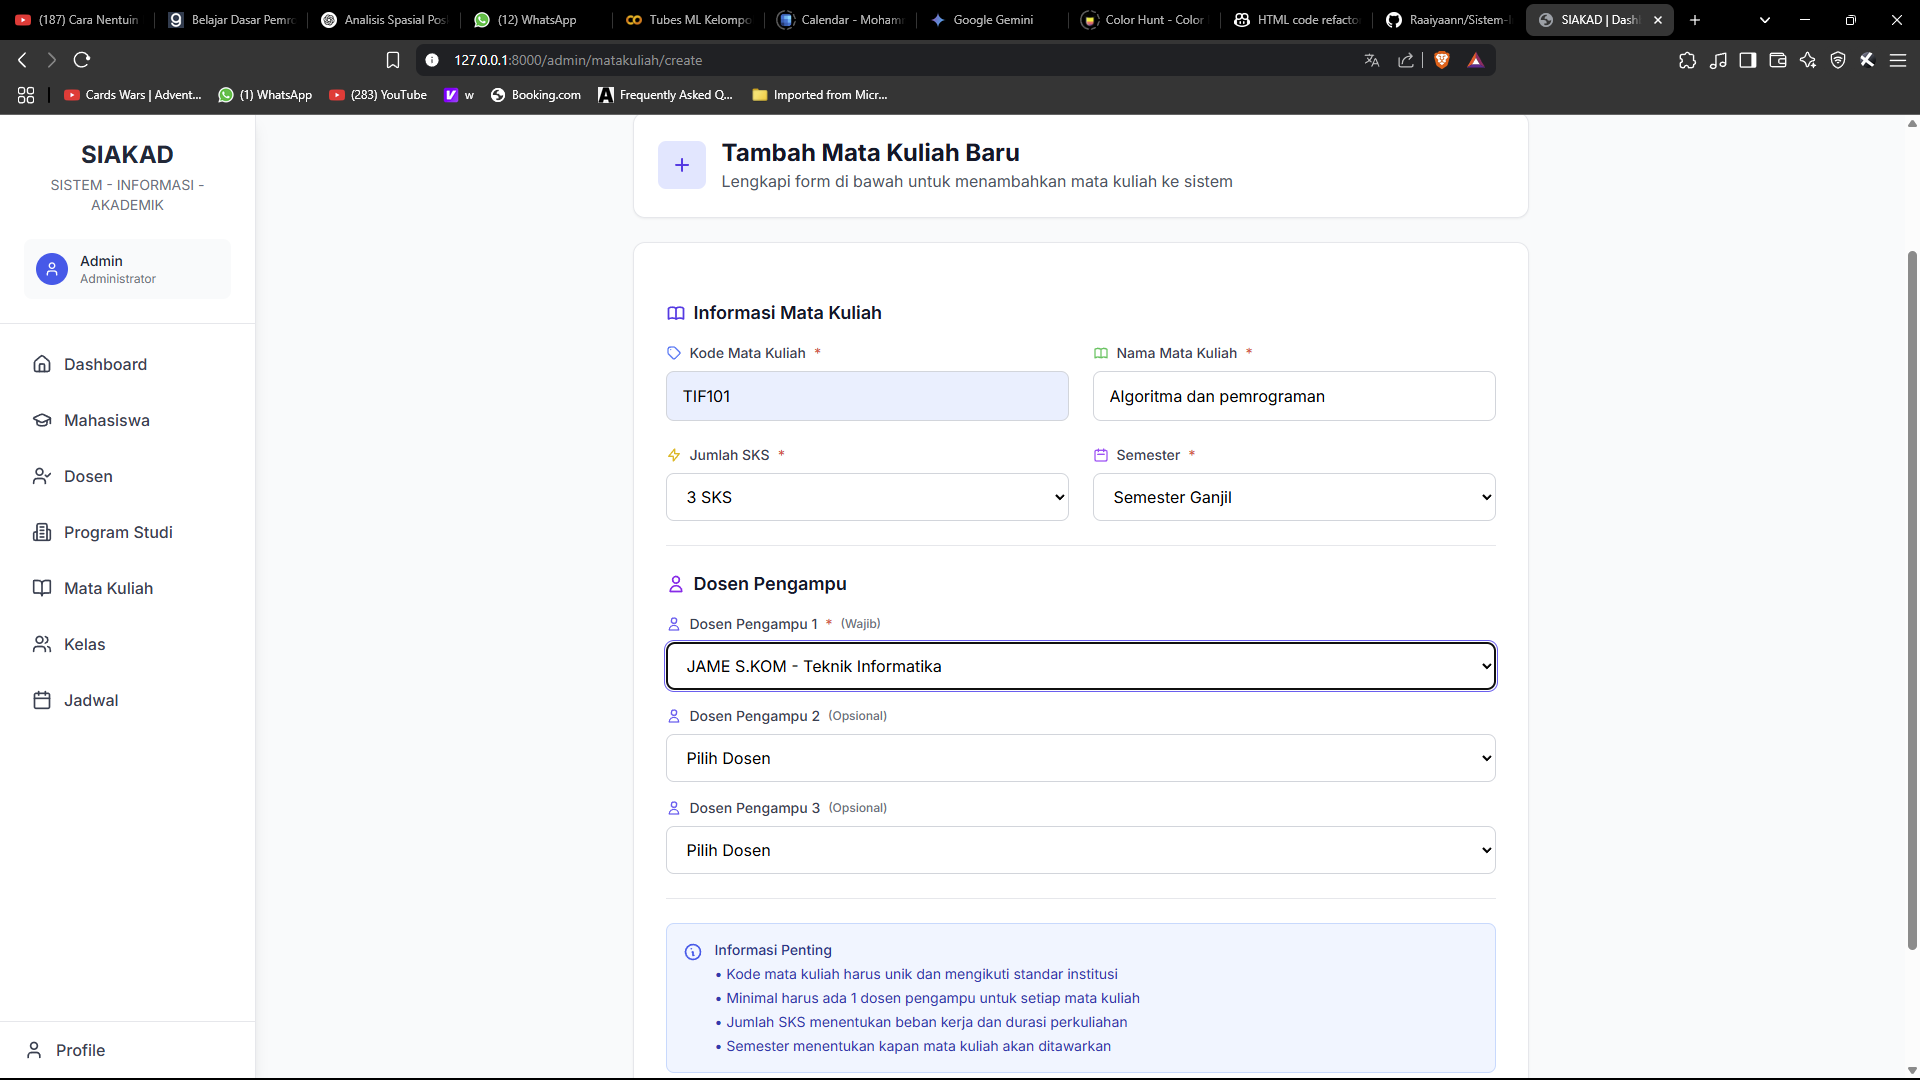 (187) Cara Nentuin
Belajar Dasar Pemro
Analisis Spasial Pos
(12) WhatsApp
Tubes ML Kelompo
Calendar - Moham
Google Gemini
Color Hunt - Color
HTML code refacto
Raaiyaann/Sistem-I
SIAKAD | Dash
127.0.0.1:8000/admin/matakuliah/create
Cards Wars | Advent...
(1) WhatsApp
(283) YouTube
w
Booking.com
Frequently Asked Q...
Imported from Micr...
SIAKAD
SISTEM - INFORMASI -
AKADEMIK
Admin
Administrator
Dashboard
Mahasiswa
Dosen
Program Studi
Mata Kuliah
Kelas
Jadwal
Profile
Tambah Mata Kuliah Baru
Lengkapi form di bawah untuk menambahkan mata kuliah ke sistem
Informasi Mata Kuliah
Kode Mata Kuliah *
Nama Mata Kuliah *
TIF101
Algoritma dan pemrograman
Jumlah SKS *
Semester *
3 SKS
Semester Ganjil
Dosen Pengampu
Dosen Pengampu 1 * (Wajib)
JAME S.KOM - Teknik Informatika
Dosen Pengampu 2 (Opsional)
Pilih Dosen
Dosen Pengampu 3 (Opsional)
Pilih Dosen
Informasi Penting
• Kode mata kuliah harus unik dan mengikuti standar institusi
• Minimal harus ada 1 dosen pengampu untuk setiap mata kuliah
• Jumlah SKS menentukan beban kerja dan durasi perkuliahan
• Semester menentukan kapan mata kuliah akan ditawarkan